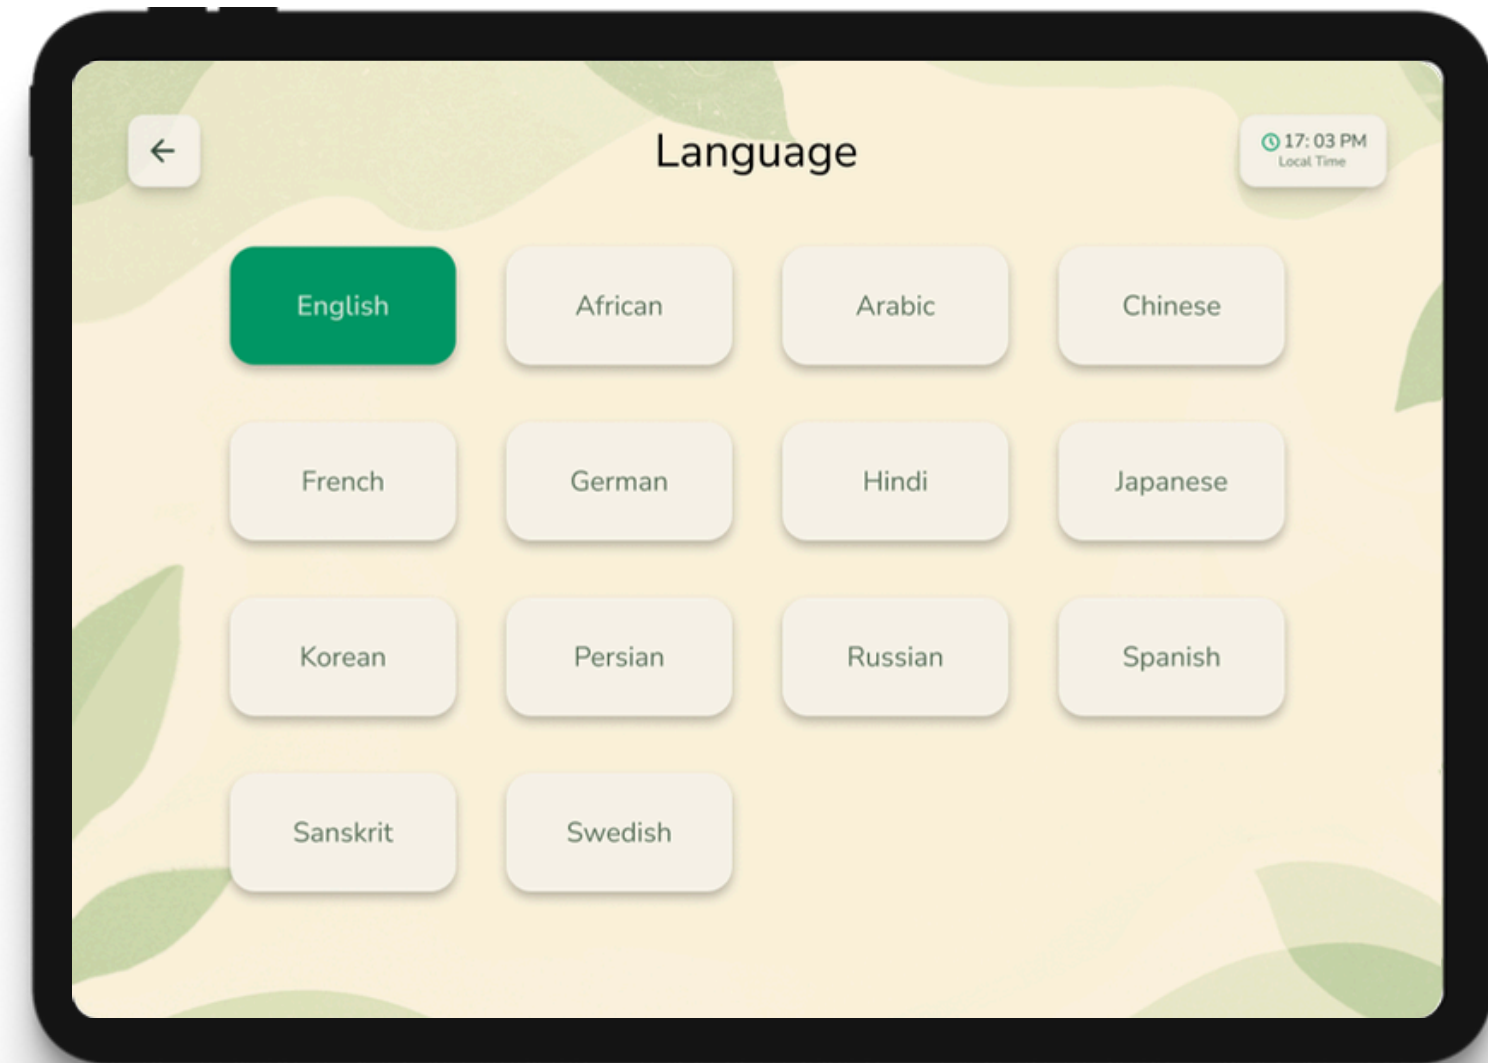 Language
17: 03 PM
Local Time
English
African
Arabic
Chinese
French
German
Hindi
Japanese
Korean
Persian
Russian
Spanish
Sanskrit
Swedish